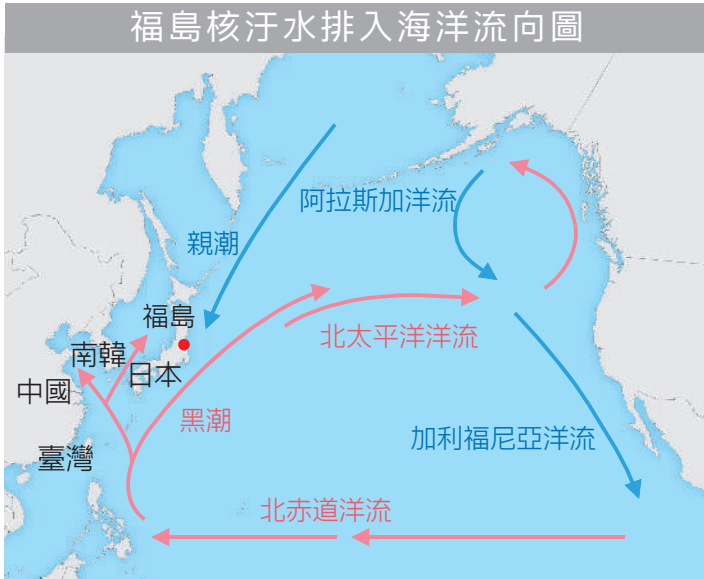 福島核汙水排入海洋流向圖
阿拉斯加洋流
親潮
福島
北太平洋洋流
南韓
日本
中國
黑潮
加利福尼亞洋流
臺灣
北赤道洋流